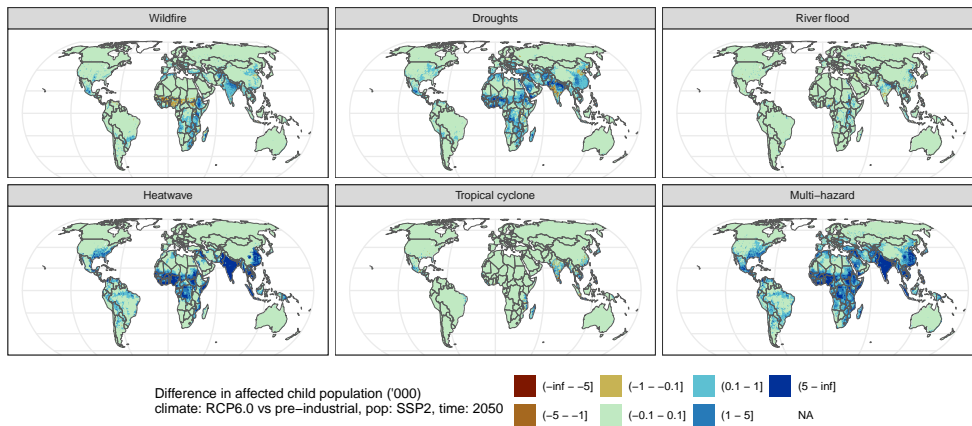 Wildfire
Droughts
River flood
Heatwave
Tropical cyclone
Multi−hazard
Difference in affected child population ('000)
climate: RCP6.0 vs pre−industrial, pop: SSP2, time: 2050
(−inf − −5]
(−1 − −0.1]
(0.1 − 1]
(5 − inf]
(−5 − −1]
(−0.1 − 0.1]
(1 − 5]
NA